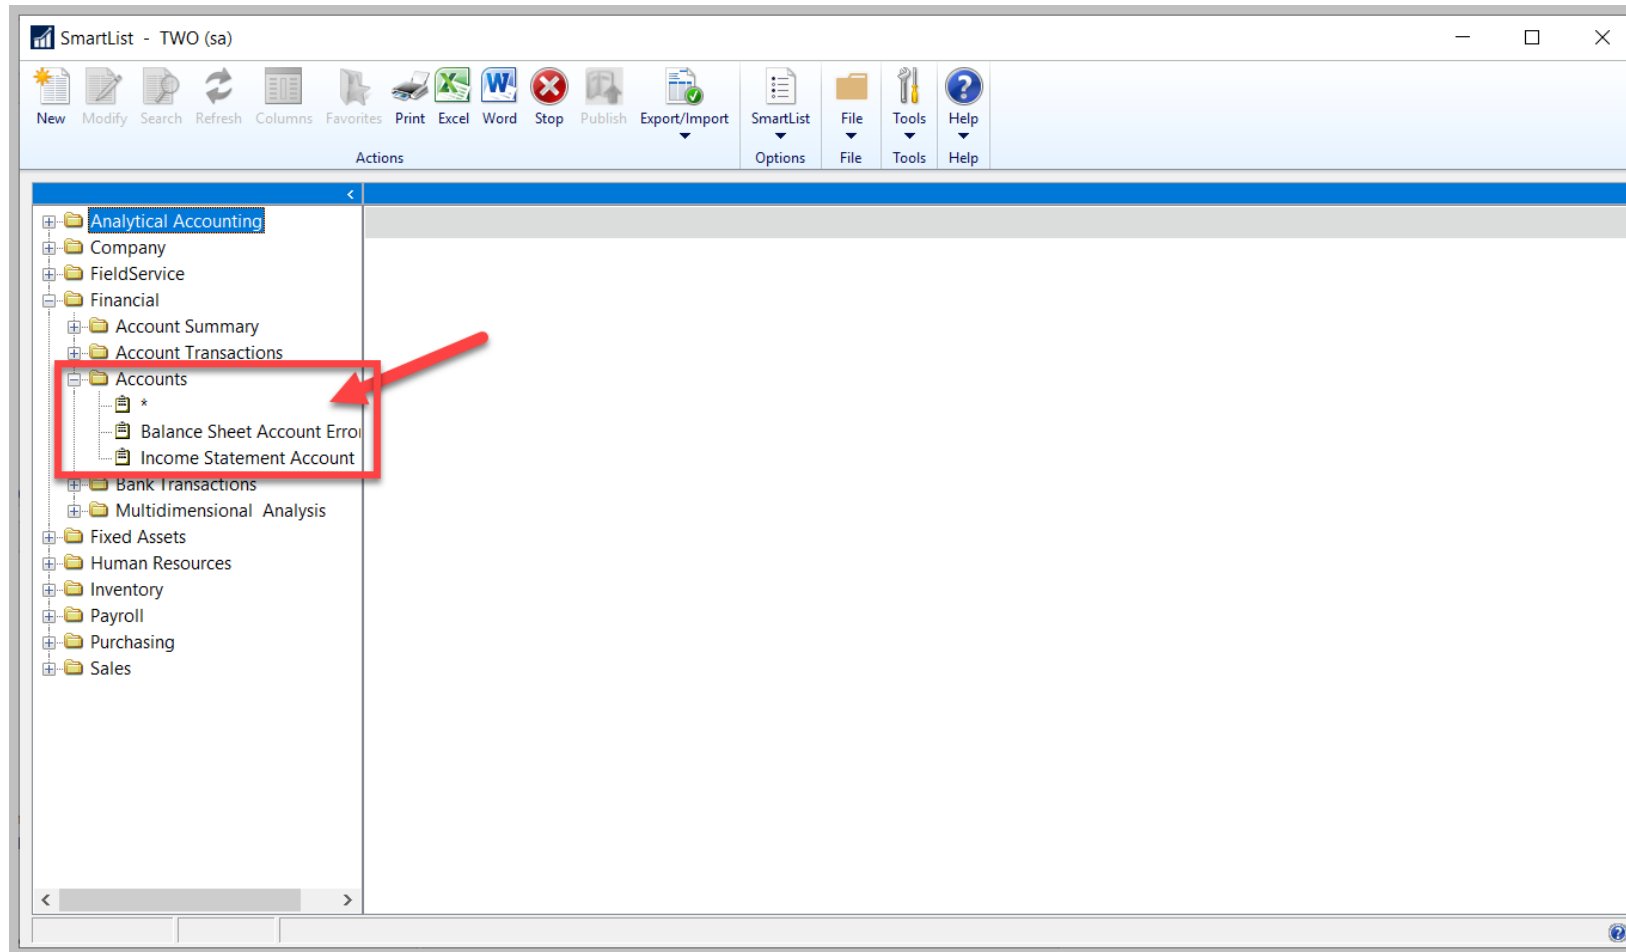 SmartList - TWO (sa)
New Modify Search Refresh Columns Favorites Print Excel Word Stop Publish Export/Import SmartList File Tools Help
Actions Options File Tools Help
Analytical Accounting
Company
FieldService
Financial
Account Summary
Account Transactions
Accounts
*
Balance Sheet Account Error
Income Statement Account
Bank Transactions
Multidimensional Analysis
Fixed Assets
Human Resources
Inventory
Payroll
Purchasing
Sales